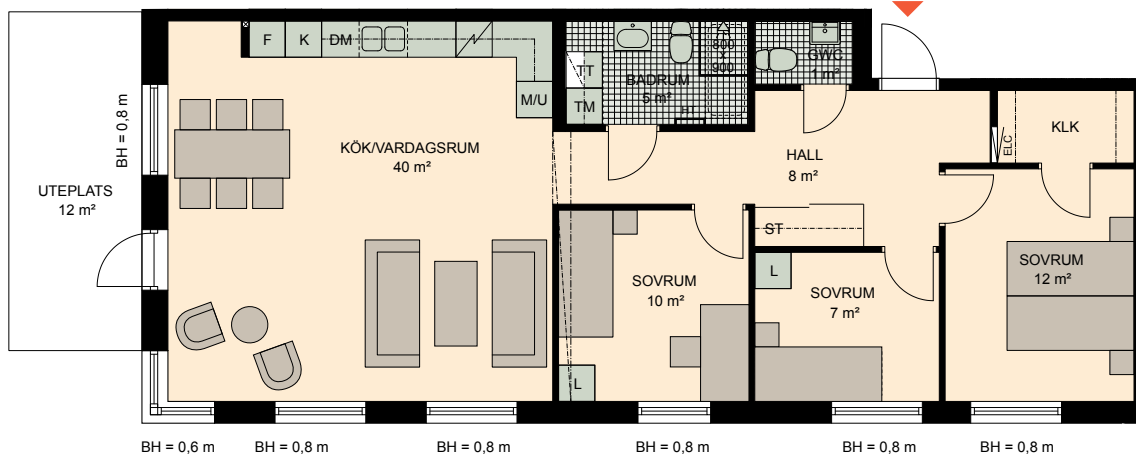 F
K
DM
M/U
TT
TM
BADRUM
5 m²
800
x
900
HT
GWC
1 m²
BH = 0,8 m
KÖK/VARDAGSRUM
40 m²
UTEPLATS
12 m²
HALL
8 m²
ELC
KLK
ST
L
SOVRUM
10 m²
L
SOVRUM
7 m²
SOVRUM
12 m²
BH = 0,6 m
BH = 0,8 m
BH = 0,8 m
BH = 0,8 m
BH = 0,8 m
BH = 0,8 m